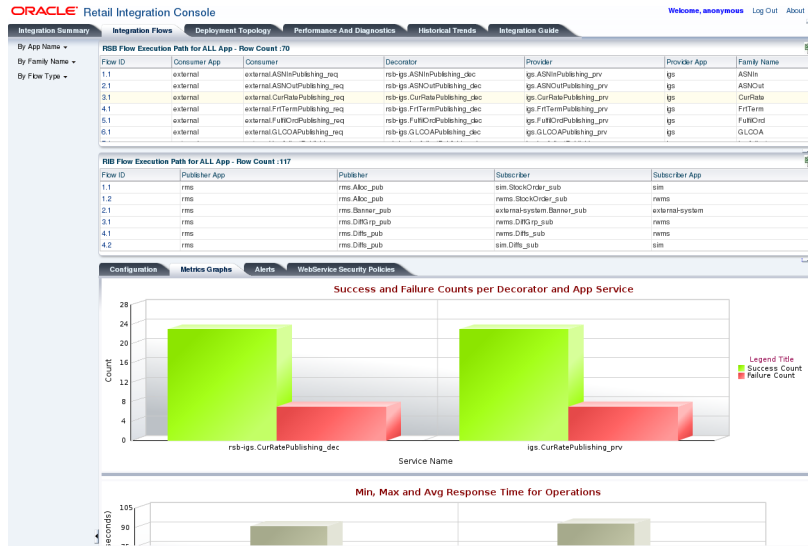 ORACLE Retail Integration Console
Welcome, anonymous Log Out About
Integration Summary Integration Flows Deployment Topology Performance And Diagnostics Historical Trends Integration Guide
By App Name
By Family Name
By Flow Type
RSB Flow Execution Path for ALL App - Row Count :70
Flow ID Consumer App Consumer Decorator Provider Provider App Family Name
1.1 external external.ASNInPublishing_req rsb-igs.ASNInPublishing_dec igs.ASNInPublishing_prv igs ASNIn
2.1 external external.ASNOutPublishing_req rsb-igs.ASNOutPublishing_dec igs.ASNOutPublishing_prv igs ASNOut
3.1 external external.CurRatePublishing_req rsb-igs.CurRatePublishing_dec igs.CurRatePublishing_prv igs CurRate
4.1 external external.FrtTermPublishing_req rsb-igs.FrtTermPublishing_dec igs.FrtTermPublishing_prv igs FrtTerm
5.1 external external.FulfilOrdPublishing_req rsb-igs.FulfilOrdPublishing_dec igs.FulfilOrdPublishing_prv igs FulfilOrd
6.1 external external.GLCOAPublishing_req rsb-igs.GLCOAPublishing_dec igs.GLCOAPublishing_prv igs GLCOA
RIB Flow Execution Path for ALL App - Row Count :117
Flow ID Publisher App Publisher Subscriber Subscriber App
1.1 rms rms.Alloc_pub sim.StockOrder_sub sim
1.2 rms rms.Alloc_pub rwms.StockOrder_sub rwms
2.1 rms rms.Banner_pub external-system.Banner_sub external-system
3.1 rms rms.DiffGrp_pub rwms.DiffGrp_sub rwms
4.1 rms rms.Diffs_pub rwms.Diffs_sub rwms
4.2 rms rms.Diffs_pub sim.Diffs_sub sim
Configuration Metrics Graphs Alerts WebService Security Policies
Success and Failure Counts per Decorator and App Service
28
24
20
16
12
8
4
0
Count
rsb-igs.CurRatePublishing_dec igs.CurRatePublishing_prv
Service Name
Legend Title
Success Count
Failure Count
Min, Max and Avg Response Time for Operations
105
90